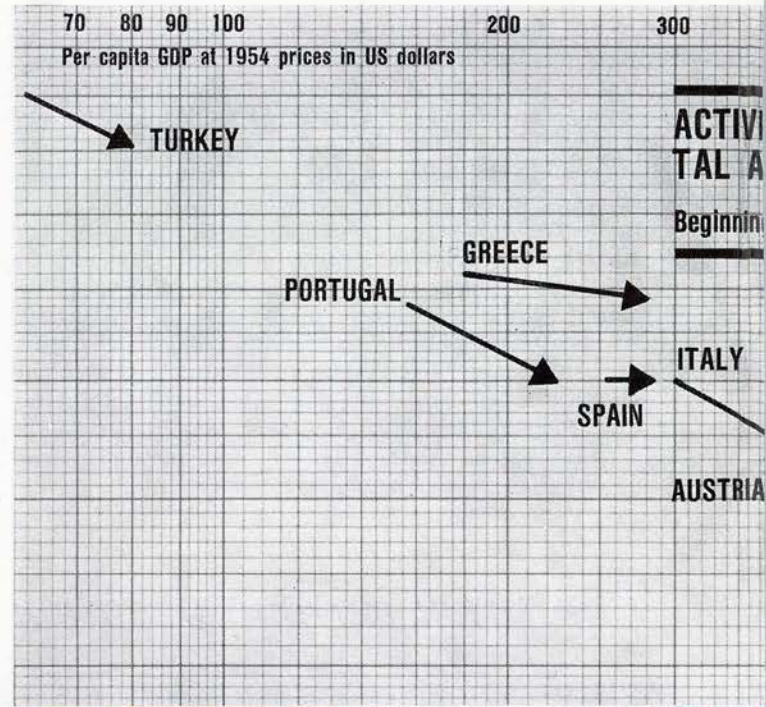 70 80 90 100 200 300
Per capita GDP at 1954 prices in US dollars
TURKEY
ACTIVI
TAL A
Beginnin
GREECE
PORTUGAL
ITALY
SPAIN
AUSTRIA